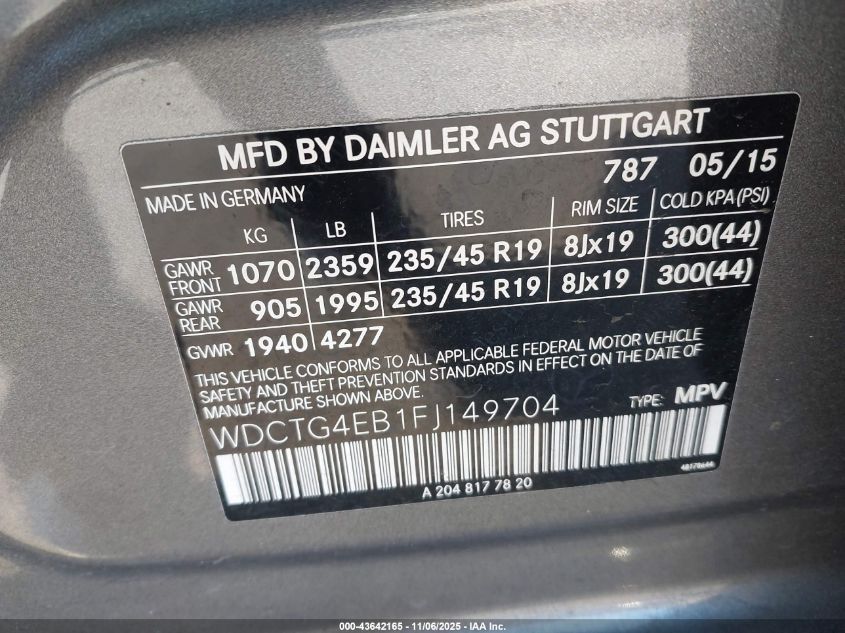 MFD BY DAIMLER AG STUTTGART
787 05/15
MADE IN GERMANY
KG LB TIRES RIM SIZE COLD KPA(PSI)
GAWR FRONT 1070 2359 235/45 R19 8Jx19 300(44)
GAWR REAR 905 1995 235/45 R19 8Jx19 300(44)
GVWR 1940 4277
THIS VEHICLE CONFORMS TO ALL APPLICABLE FEDERAL MOTOR VEHICLE
SAFETY AND THEFT PREVENTION STANDARDS IN EFFECT ON THE DATE OF
MANUFACTURE SHOWN ABOVE.
TYPE: MPV
WDCTG4EB1FJ149704
A 204 817 78 20
000-43642165 - 11/06/2025 - IAA Inc.